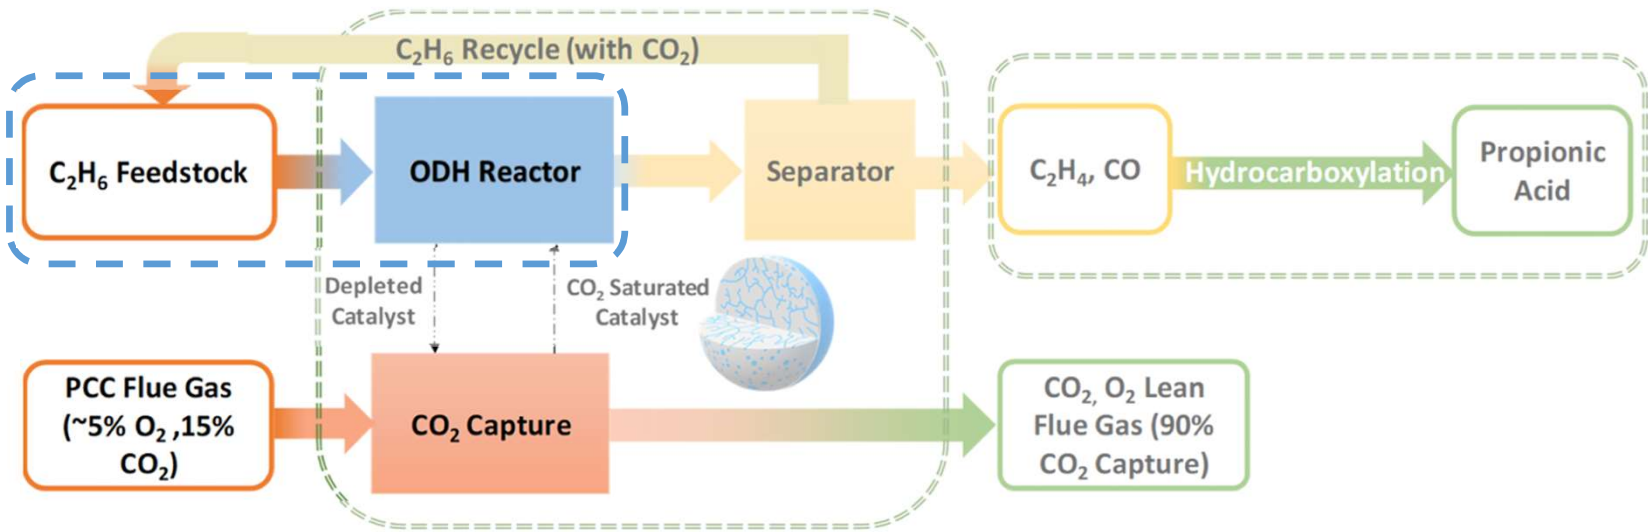 C₂H₆ Recycle (with CO₂)
C₂H₆ Feedstock
ODH Reactor
Separator
C₂H₄, CO
Hydrocarboxylation
Propionic
Acid
Depleted
Catalyst
CO₂ Saturated
Catalyst
PCC Flue Gas
(~5% O₂ ,15%
CO₂)
CO₂ Capture
CO₂, O₂ Lean
Flue Gas (90%
CO₂ Capture)